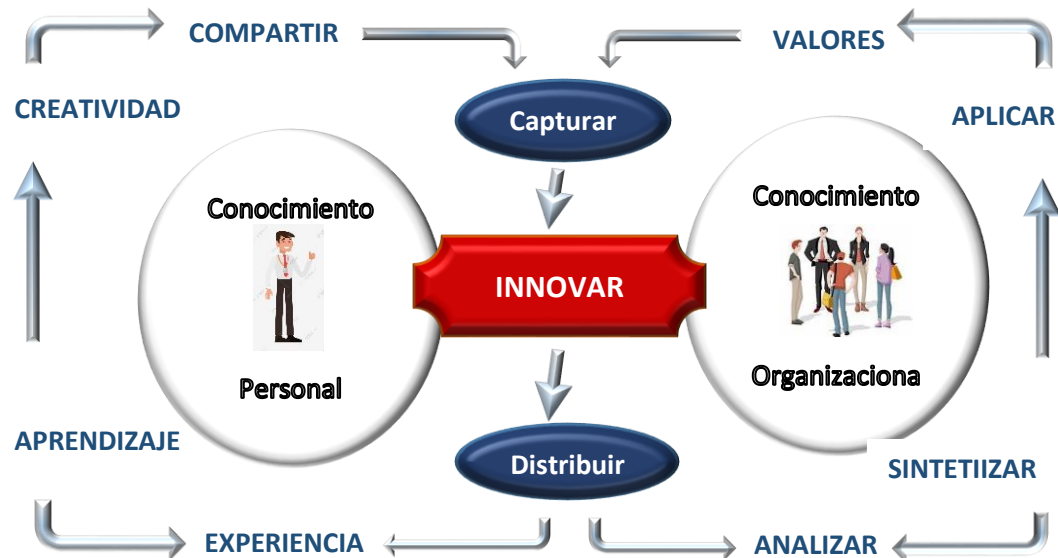 COMPARTIR
VALORES
CREATIVIDAD
Capturar
APLICAR
Conocimiento
Conocimiento
INNOVAR
Personal
Organizaciona
APRENDIZAJE
Distribuir
SINTETIIZAR
EXPERIENCIA
ANALIZAR